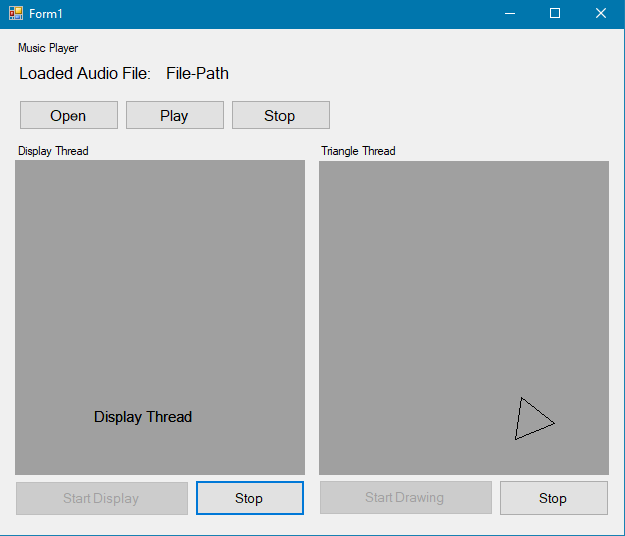 Form1
Music Player
Loaded Audio File: File-Path
Open Play Stop
Display Thread Triangle Thread
Display Thread
Start Display Stop Start Drawing Stop